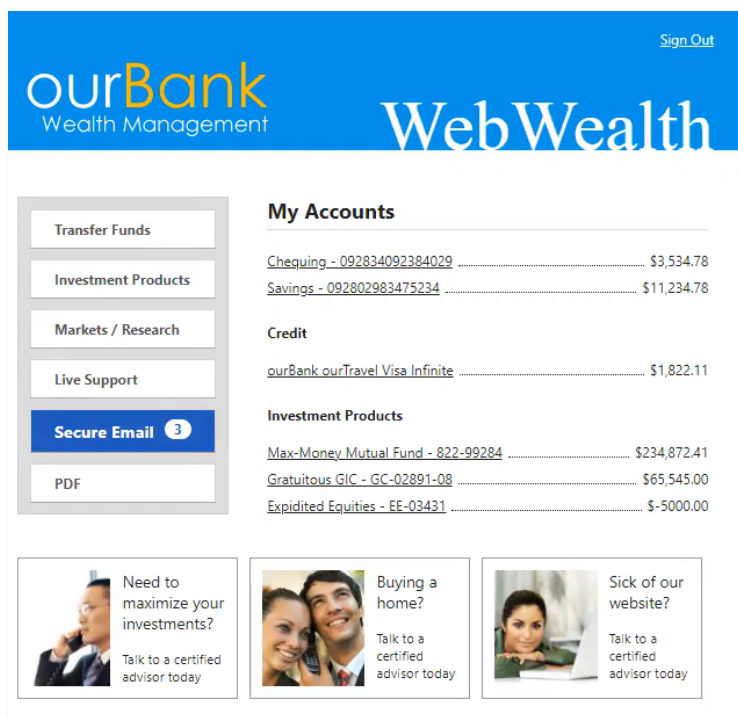 Sign Out
ourBank
Wealth Management
WebWealth
Transfer Funds
Investment Products
Markets / Research
Live Support
Secure Email 3
PDF
My Accounts
Chequing - 092834092384029 $3,534.78
Savings - 092802983475234 $11,234.78
Credit
ourBank ourTravel Visa Infinite $1,822.11
Investment Products
Max-Money Mutual Fund - 822-99284 $234,872.41
Gratuitous GIC - GC-02891-08 $65,545.00
Expidited Equities - EE-03431 $-5000.00
Need to
maximize your
investments?
Talk to a certified
advisor today
Buying a
home?
Talk to a
certified
advisor today
Sick of our
website?
Talk to a
certified
advisor today